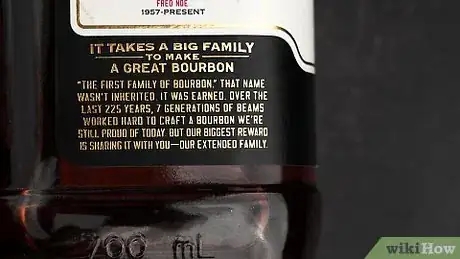 FRED NOE
1957-PRESENT
IT TAKES A BIG FAMILY
TO MAKE
A GREAT BOURBON
"THE FIRST FAMILY OF BOURBON." THAT NAME
WASN'T INHERITED, IT WAS EARNED. OVER THE
LAST 225 YEARS, 7 GENERATIONS OF BEAMS
WORKED HARD TO CRAFT A BOURBON WE'RE
STILL PROUD OF TODAY BUT OUR BIGGEST REWARD
IS SHARING IT WITH YOU—OUR EXTENDED FAMILY.
700 mL
wikiHow